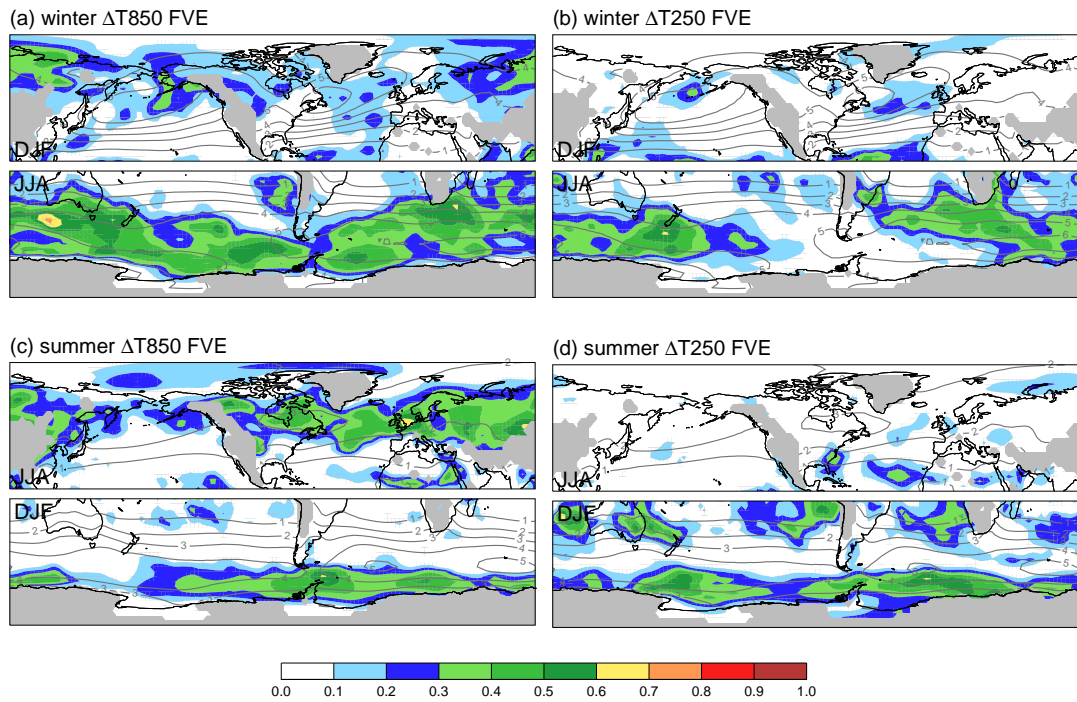 (a) winter ΔT850 FVE
(b) winter ΔT250 FVE
DJF
DJF
JJA
JJA
(c) summer ΔT850 FVE
(d) summer ΔT250 FVE
JJA
JJA
DJF
DJF
0.0 0.1 0.2 0.3 0.4 0.5 0.6 0.7 0.8 0.9 1.0